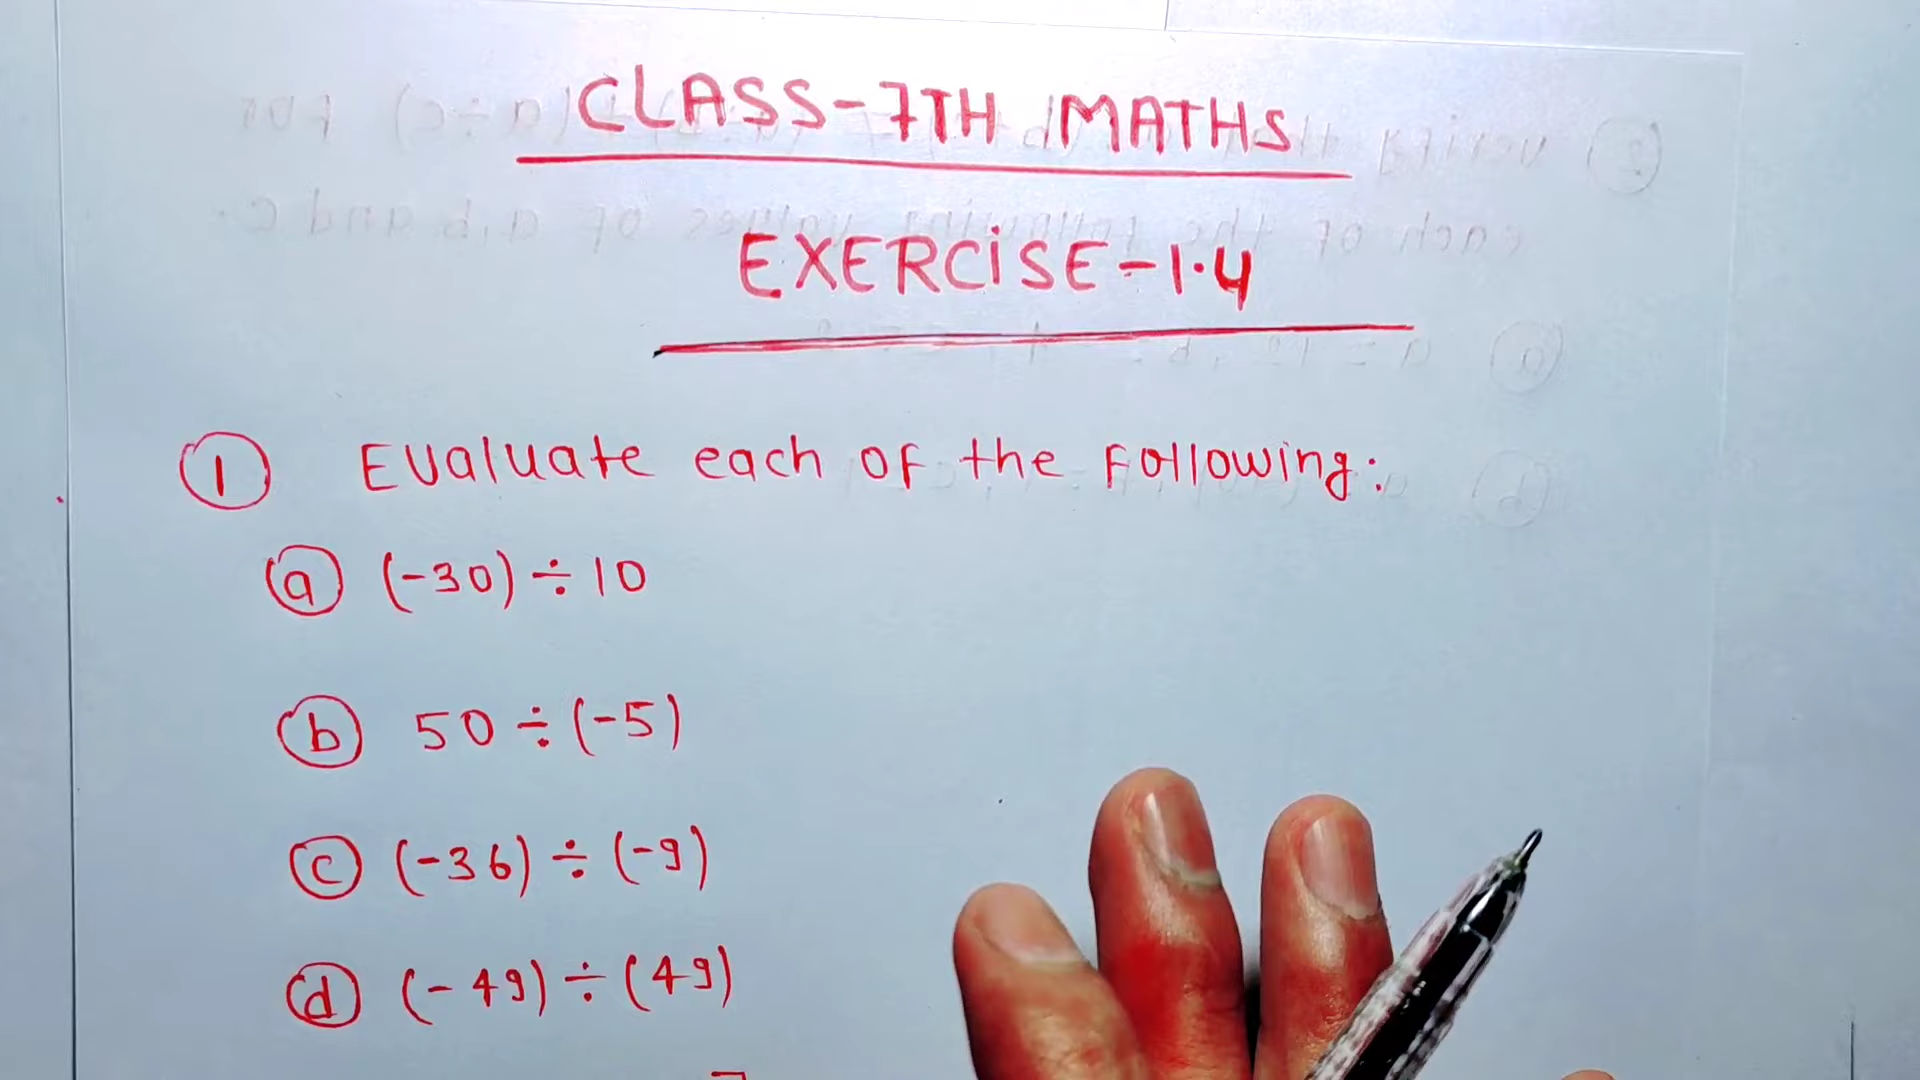 CLASS-7TH MATHS
EXERCiSE-1.4
1 Evaluate each of the Following:
a (-30) ÷ 10
b 50 ÷ (-5)
c (-36) ÷ (-9)
d (-49) ÷ (49)